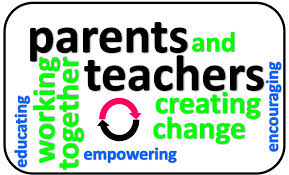 parents and
teachers
working
together
creating
change
educating
empowering
encouraging